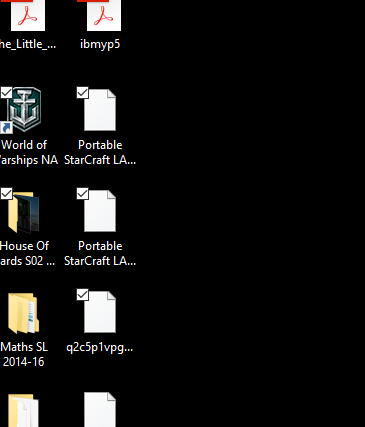 he_Little_...
ibmyp5
World of
Warships NA
Portable
StarCraft LA...
House Of
ards S02 ...
Portable
StarCraft LA...
Maths SL
2014-16
q2c5p1vpg...